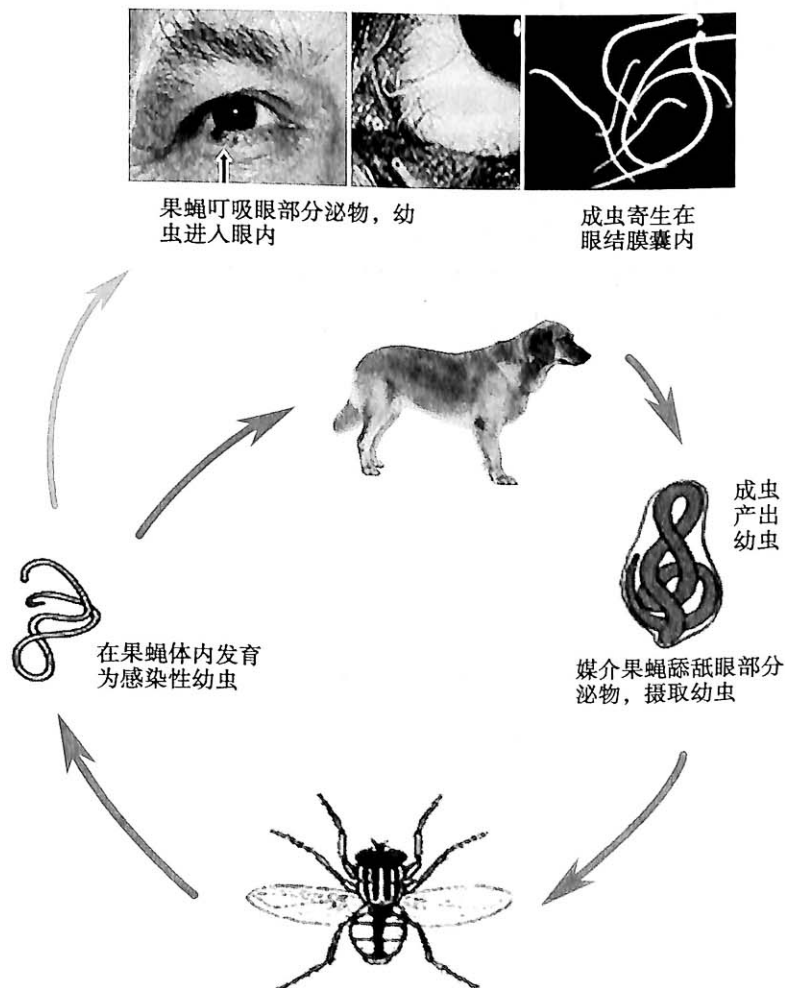 果蝇叮吸眼部分泌物，幼
虫进入眼内
成虫寄生在
眼结膜囊内
成虫
产出
幼虫
媒介果蝇舔舐眼部分
泌物，摄取幼虫
在果蝇体内发育
为感染性幼虫